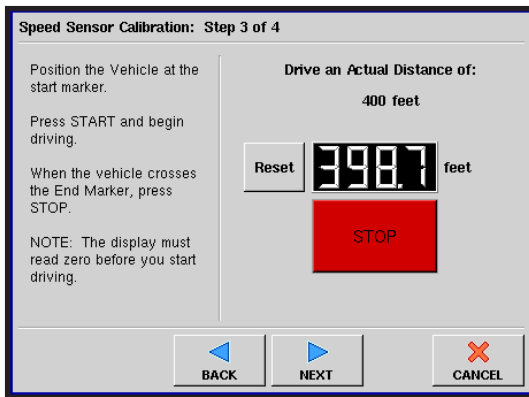 Speed Sensor Calibration: Step 3 of 4
Position the Vehicle at the
start marker.
Press START and begin
driving.
When the vehicle crosses
the End Marker, press
STOP.
NOTE: The display must
read zero before you start
driving.
Drive an Actual Distance of:
400 feet
Reset
398.7
feet
STOP
BACK
NEXT
CANCEL